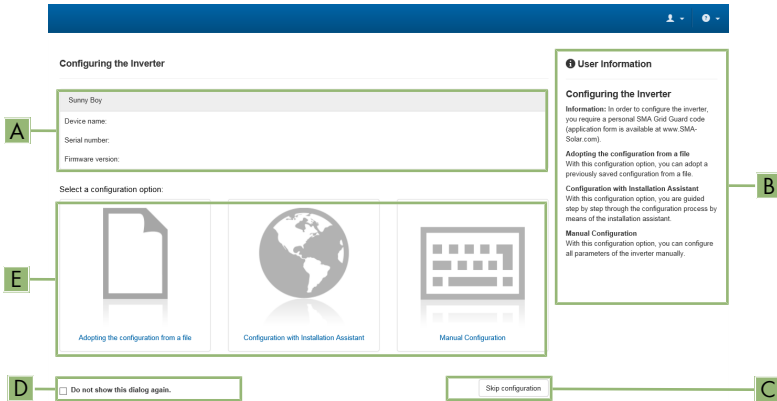 Configuring the Inverter
Sunny Boy
Device name:
Serial number:
Firmware version:
A
Select a configuration option:
E
Adopting the configuration from a file
Configuration with Installation Assistant
Manual Configuration
D
Do not show this dialog again.
Skip configuration
C
User Information
Configuring the Inverter
Information: In order to configure the inverter,
you require a personal SMA Grid Guard code
(application form is available at www.SMA-
Solar.com).
Adopting the configuration from a file
With this configuration option, you can adopt a
previously saved configuration from a file.
Configuration with Installation Assistant
With this configuration option, you are guided
step by step through the configuration process by
means of the installation assistant.
Manual Configuration
With this configuration option, you can configure
all parameters of the inverter manually.
B